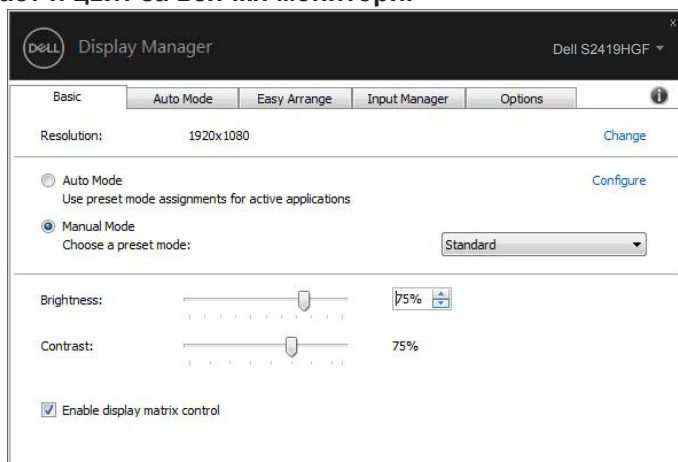 x
DELL Display Manager Dell S2419HGF
Basic Auto Mode Easy Arrange Input Manager Options
Resolution: 1920x1080 Change
Auto Mode Configure
Use preset mode assignments for active applications
Manual Mode
Choose a preset mode: Standard
Brightness: 75%
Contrast: 75%
Enable display matrix control